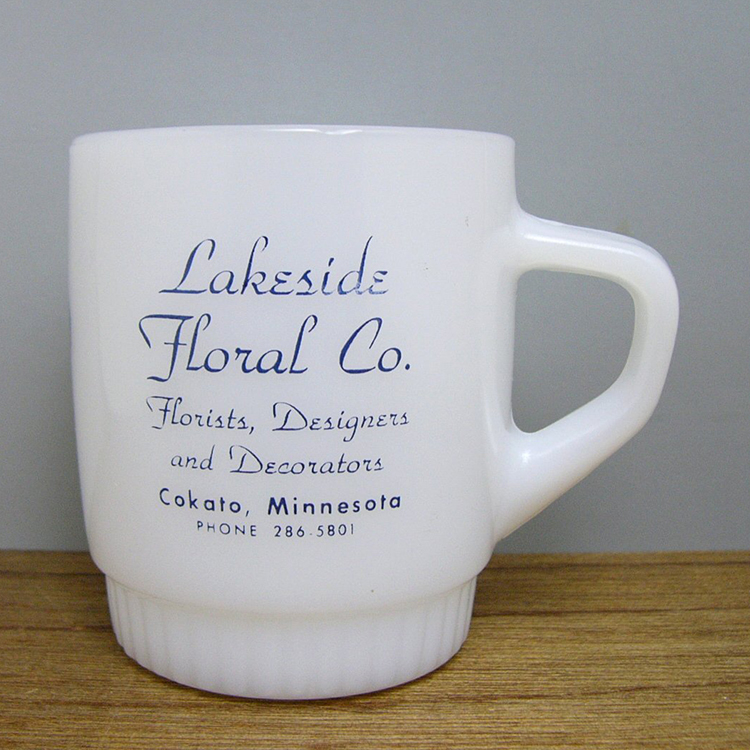 Lakeside
Floral Co.
Florists, Designers
and Decorators
Cokato, Minnesota
PHONE 286-5801